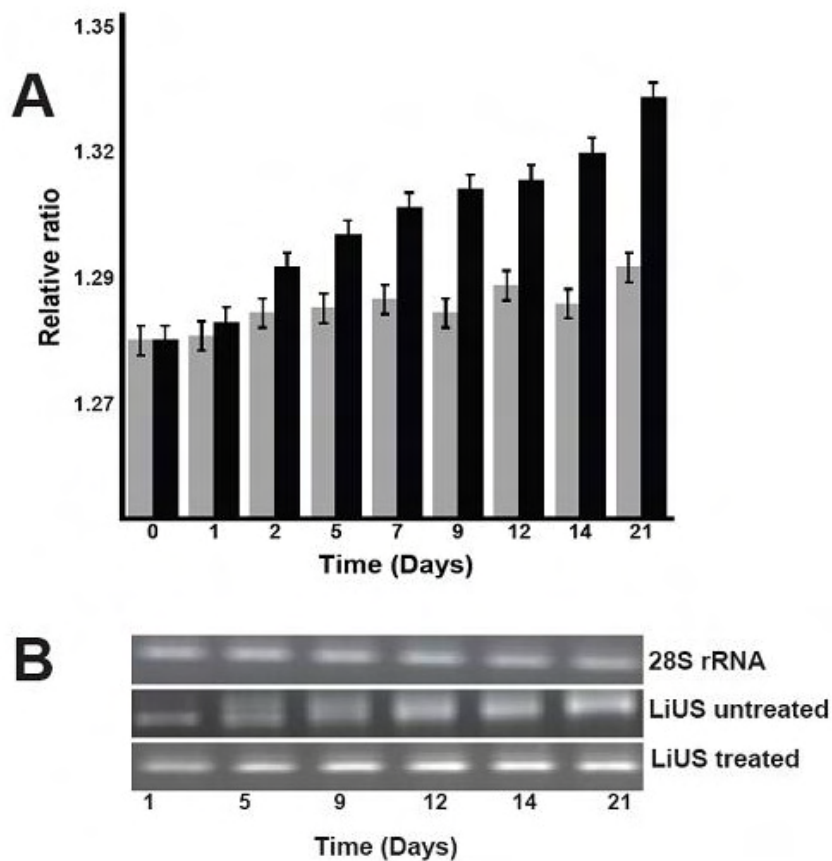 A
Relative ratio
1.35
1.32
1.29
1.27
0 1 2 5 7 9 12 14 21
Time (Days)
B
28S rRNA
LiUS untreated
LiUS treated
1 5 9 12 14 21
Time (Days)